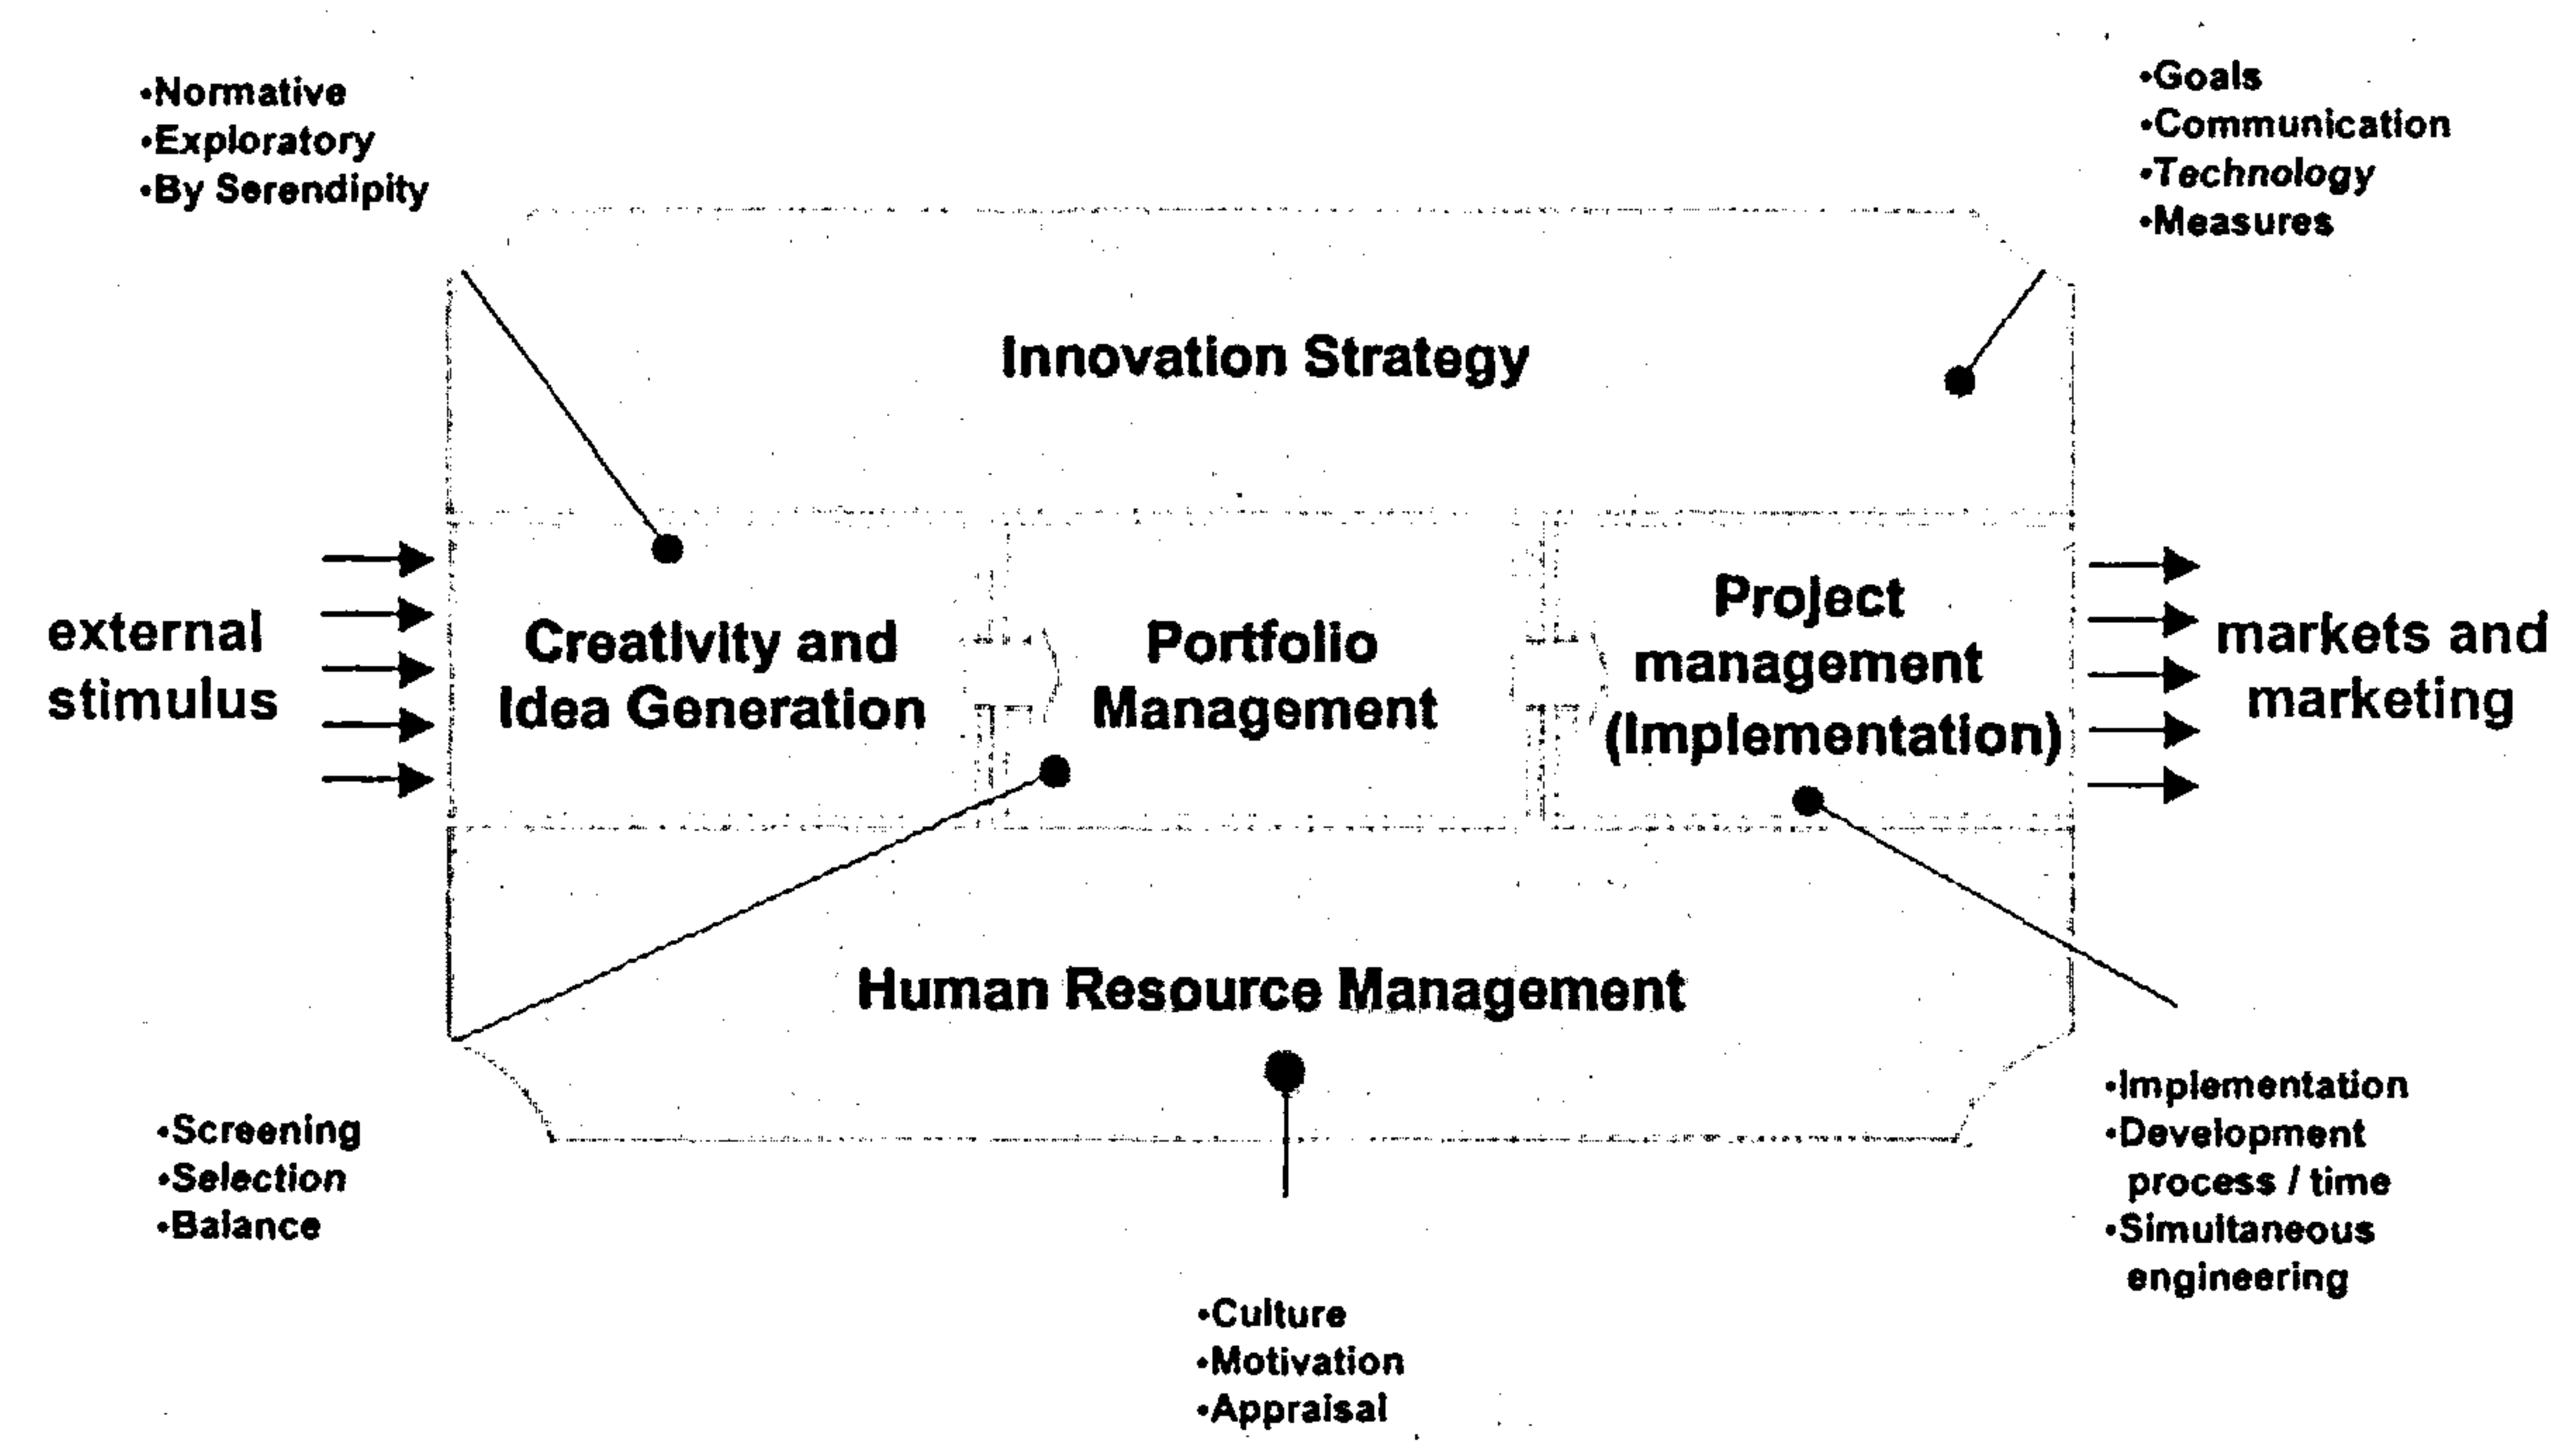 •Normative
•Exploratory
•By Serendipity
•Goals
•Communication
•Technology
•Measures
Innovation Strategy
external
stimulus
Creativity and
Idea Generation
Portfolio
Management
Project
management
(Implementation)
markets and
marketing
Human Resource Management
•Screening
•Selection
•Balance
•Implementation
•Development
process / time
•Simultaneous
engineering
•Culture
•Motivation
•Appraisal